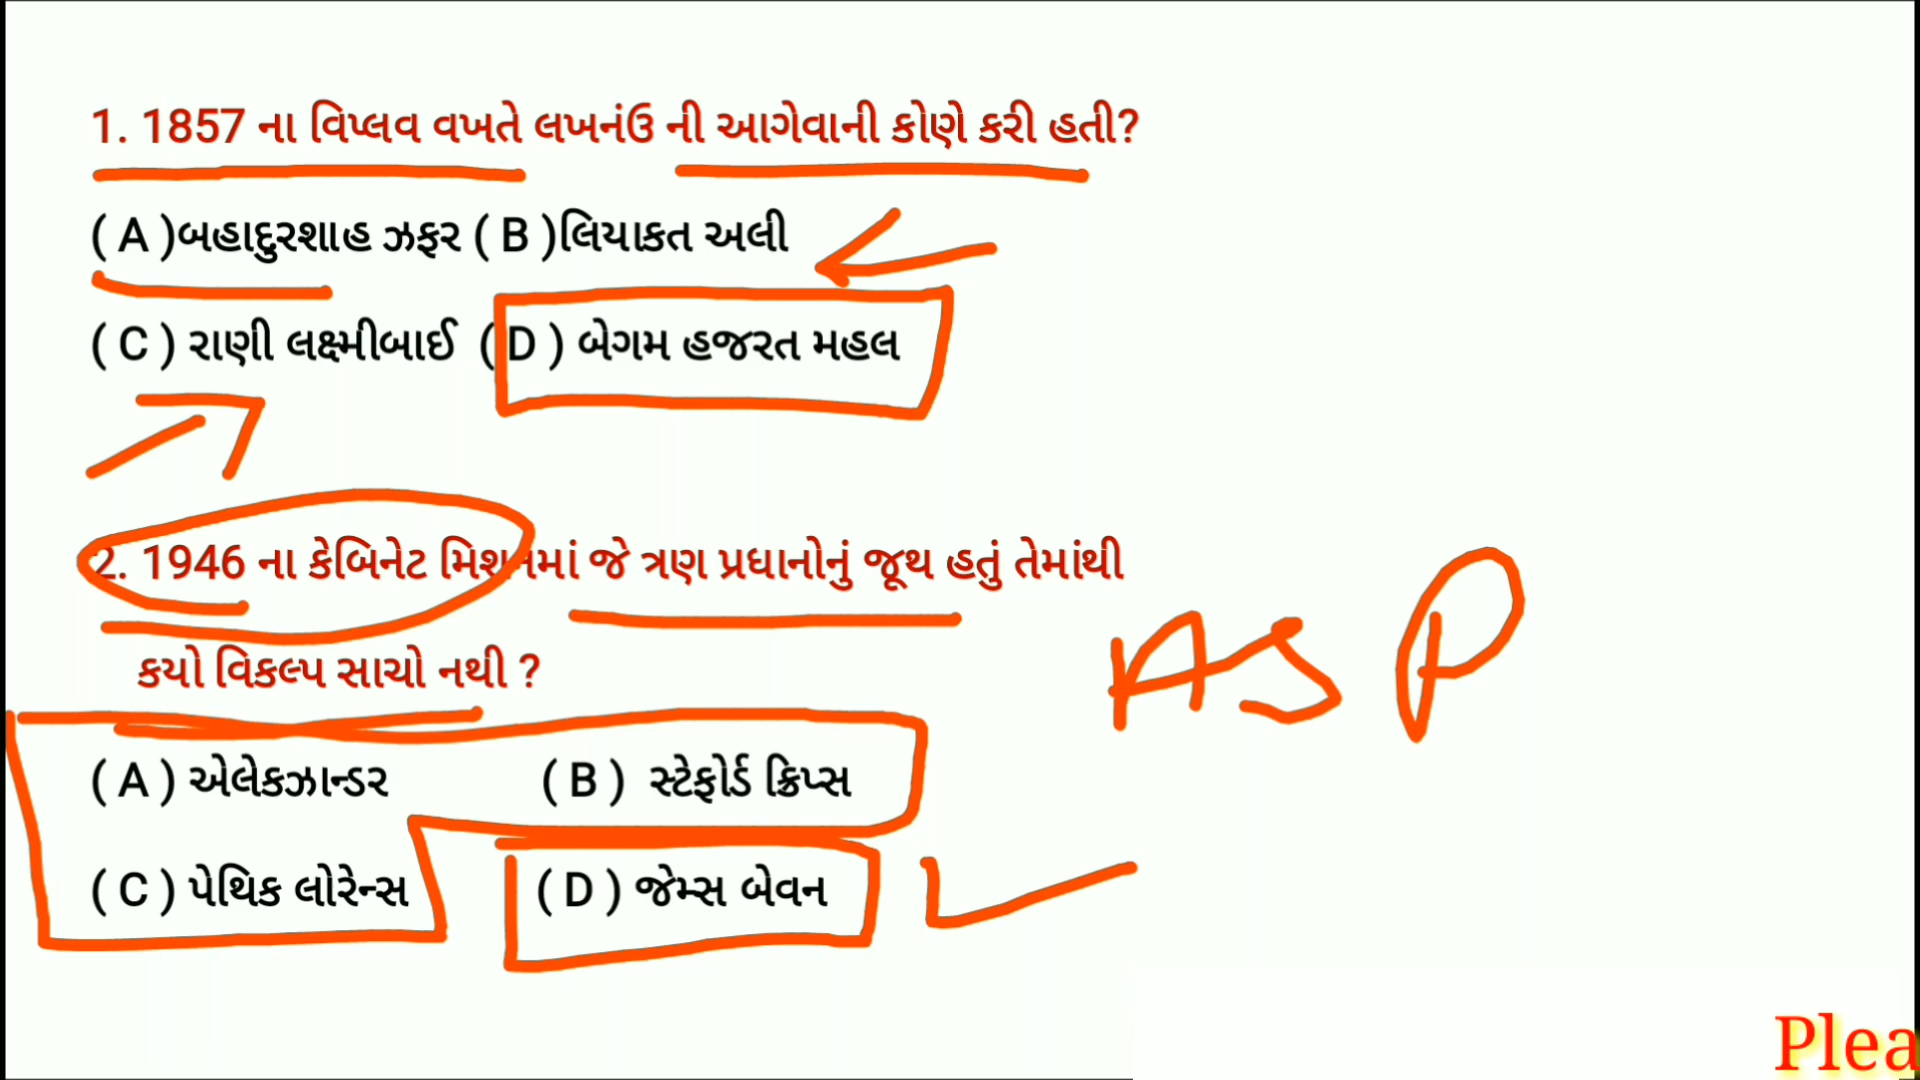 1. 1857 ના વિપ્લવ વખતે લખનંઉ ની આગેવાની કોણે કરી હતી?
( A )બહાદુરશાહ ઝફર ( B )લિયાકત અલી
( C ) રાણી લક્ષ્મીબાઈ ( D ) બેગમ હજરત મહલ
2. 1946 ના કેબિનેટ મિશનમાં જે ત્રણ પ્રધાનોનું જૂથ હતું તેમાંથી
કયો વિકલ્પ સાચો નથી ?
ASP
( A ) એલેકઝાન્ડર ( B ) સ્ટેફોર્ડ ક્રિપ્સ
( C ) પેથિક લોરેન્સ ( D ) જેમ્સ બેવન
Plea